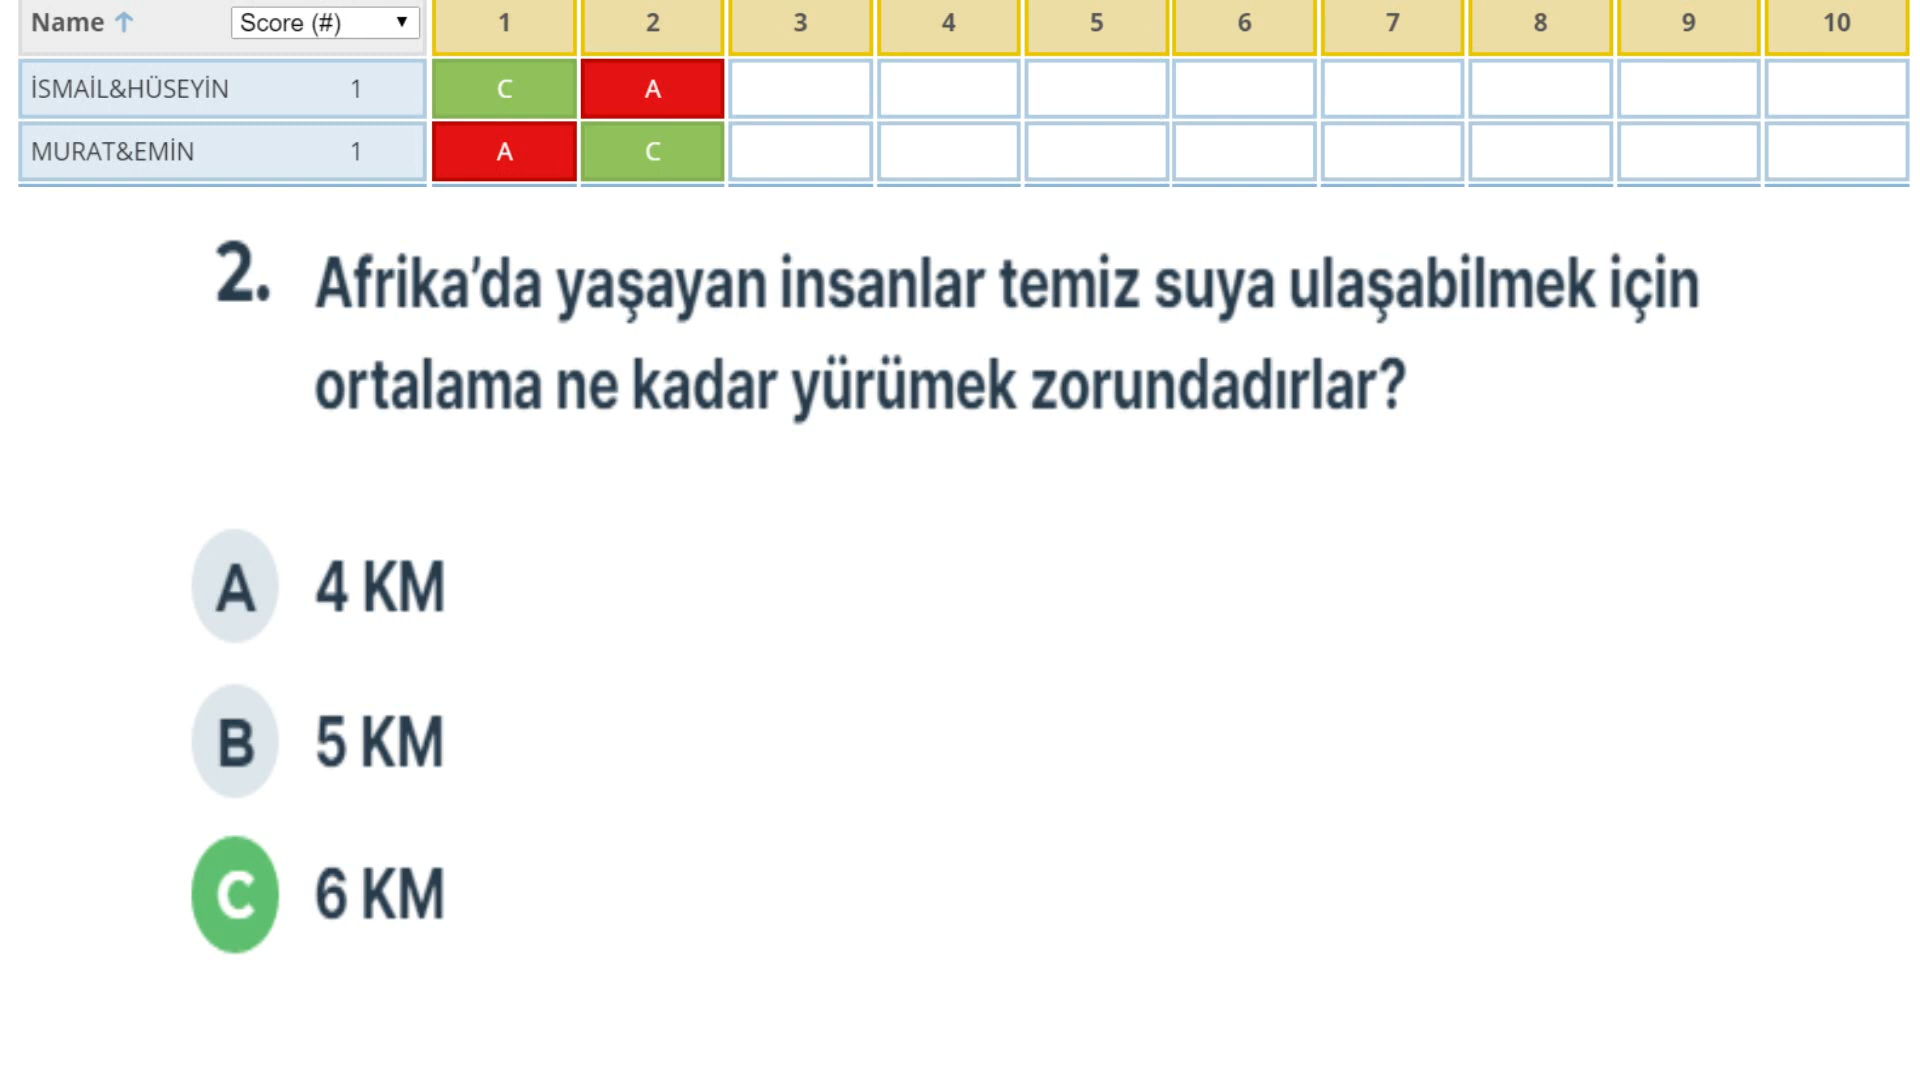 Name ↑ Score (#) ▼ 1 2 3 4 5 6 7 8 9 10
İSMAİL&HÜSEYİN 1 C A
MURAT&EMİN 1 A C
2. Afrika'da yaşayan insanlar temiz suya ulaşabilmek için
ortalama ne kadar yürümek zorundadırlar?
A 4 KM
B 5 KM
C 6 KM